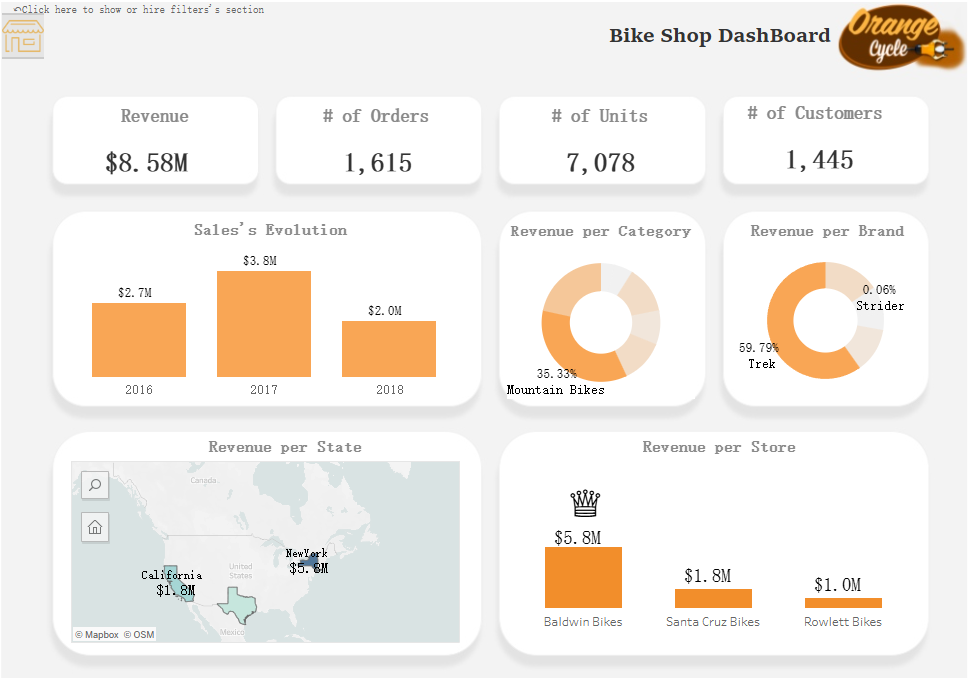 ↶Click here to show or hire filters's section
Bike Shop DashBoard
Orange
Cycle
Revenue
$8.58M
# of Orders
1,615
# of Units
7,078
# of Customers
1,445
Sales's Evolution
$2.7M
$3.8M
$2.0M
2016
2017
2018
Revenue per Category
35.33%
Mountain Bikes
Revenue per Brand
0.06%
Strider
59.79%
Trek
Revenue per State
Canada
NewYork
$5.8M
California
$1.8M
United
States
Mexico
© Mapbox © OSM
Revenue per Store
$5.8M
$1.8M
$1.0M
Baldwin Bikes
Santa Cruz Bikes
Rowlett Bikes